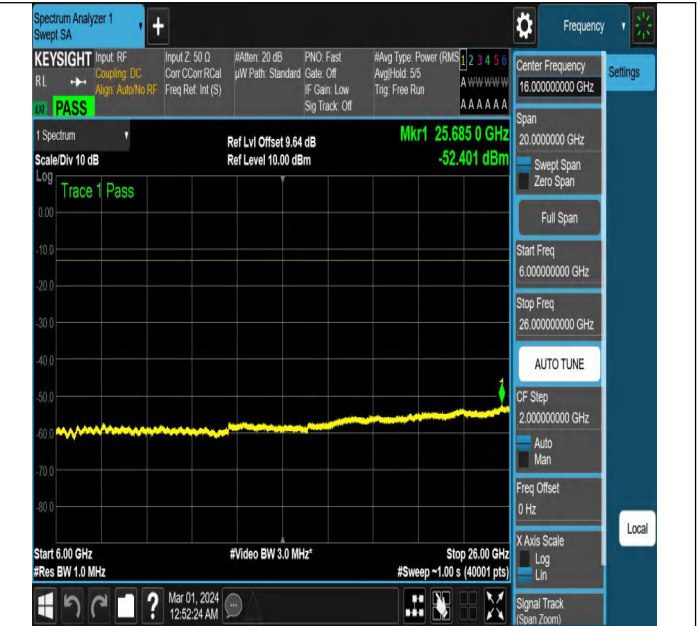 Spectrum Analyzer 1
Swept SA
+
Frequency
KEYSIGHT
RL
PASS
Input: RF
Coupling: DC
Align: Auto/No RF
Input Z: 50 Ω
Corr CCorr RCal
Freq Ref: Int (S)
#Atten: 20 dB
µW Path: Standard
PNO: Fast
Gate: Off
IF Gain: Low
Sig Track: Off
#Avg Type: Power (RMS
Avg|Hold: 5/5
Trig: Free Run
1 2 3 4 5 6
A W W W W W
A A A A A A
1 Spectrum
Scale/Div 10 dB
Ref Lvl Offset 9.64 dB
Ref Level 10.00 dBm
Mkr1 25.685 0 GHz
-52.401 dBm
Log
Trace 1 Pass
0.00
-10.0
-20.0
-30.0
-40.0
-50.0
-60.0
-70.0
-80.0
1
Start 6.00 GHz
#Res BW 1.0 MHz
#Video BW 3.0 MHz*
Stop 26.00 GHz
#Sweep ~1.00 s (40001 pts)
Mar 01, 2024
12:52:24 AM
Center Frequency
16.000000000 GHz
Settings
Span
20.0000000 GHz
Swept Span
Zero Span
Full Span
Start Freq
6.000000000 GHz
Stop Freq
26.000000000 GHz
AUTO TUNE
CF Step
2.000000000 GHz
Auto
Man
Freq Offset
0 Hz
X Axis Scale
Log
Lin
Local
Signal Track
(Span Zoom)